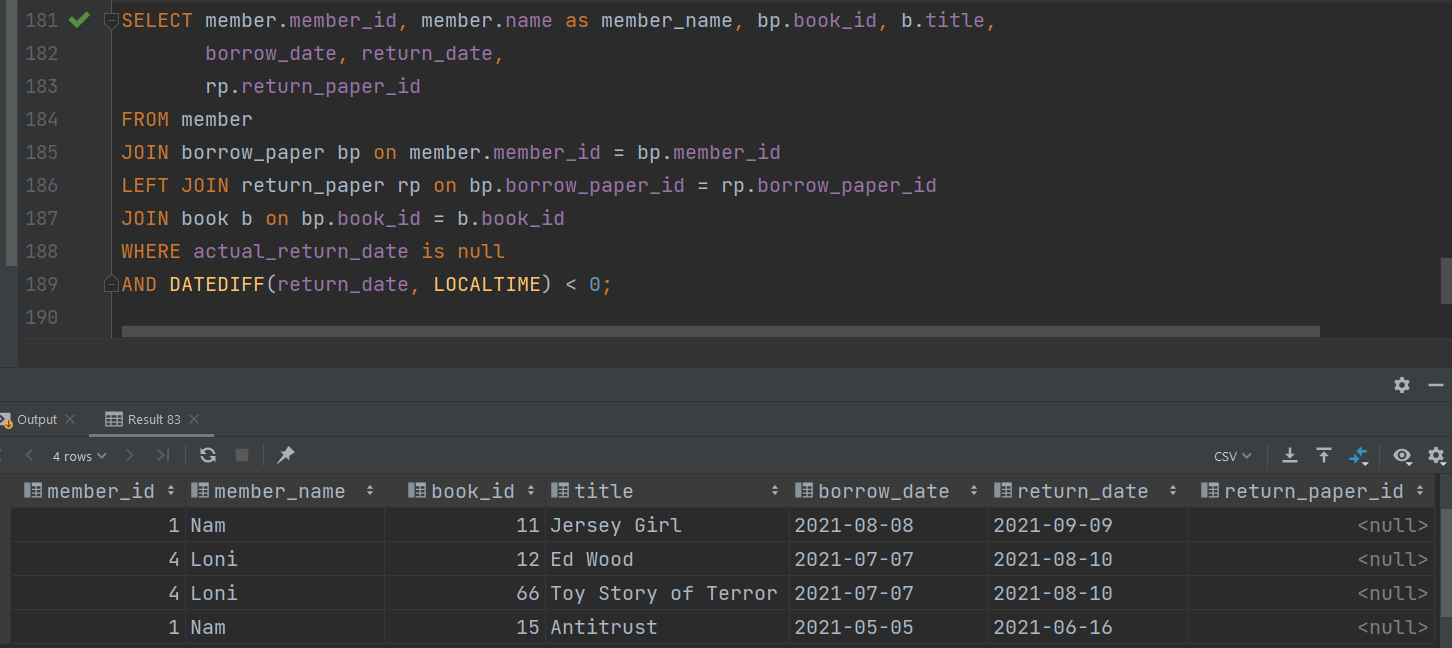 181 SELECT member.member_id, member.name as member_name, bp.book_id, b.title,
182 borrow_date, return_date,
183 rp.return_paper_id
184 FROM member
185 JOIN borrow_paper bp on member.member_id = bp.member_id
186 LEFT JOIN return_paper rp on bp.borrow_paper_id = rp.borrow_paper_id
187 JOIN book b on bp.book_id = b.book_id
188 WHERE actual_return_date is null
189 AND DATEDIFF(return_date, LOCALTIME) < 0;
190
Output Result 83
4 rows CSV
member_id member_name book_id title borrow_date return_date return_paper_id
1 Nam 11 Jersey Girl 2021-08-08 2021-09-09 <null>
4 Loni 12 Ed Wood 2021-07-07 2021-08-10 <null>
4 Loni 66 Toy Story of Terror 2021-07-07 2021-08-10 <null>
1 Nam 15 Antitrust 2021-05-05 2021-06-16 <null>